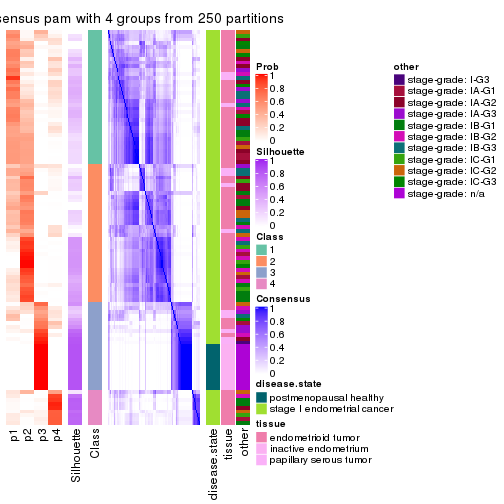 sensus pam with 4 groups from 250 partitions
Prob
1
0.8
0.6
0.4
0.2
0
Silhouette
1
0.8
0.6
0.4
0.2
0
Class
1
2
3
4
Consensus
1
0.8
0.6
0.4
0.2
0
disease.state
postmenopausal healthy
stage I endometrial cancer
tissue
endometrioid tumor
inactive endometrium
papillary serous tumor
other
stage-grade: I-G3
stage-grade: IA-G1
stage-grade: IA-G2
stage-grade: IA-G3
stage-grade: IB-G1
stage-grade: IB-G2
stage-grade: IB-G3
stage-grade: IC-G1
stage-grade: IC-G2
stage-grade: IC-G3
stage-grade: n/a
p1
p2
p3
p4
Silhouette
Class
disease.state
tissue
other